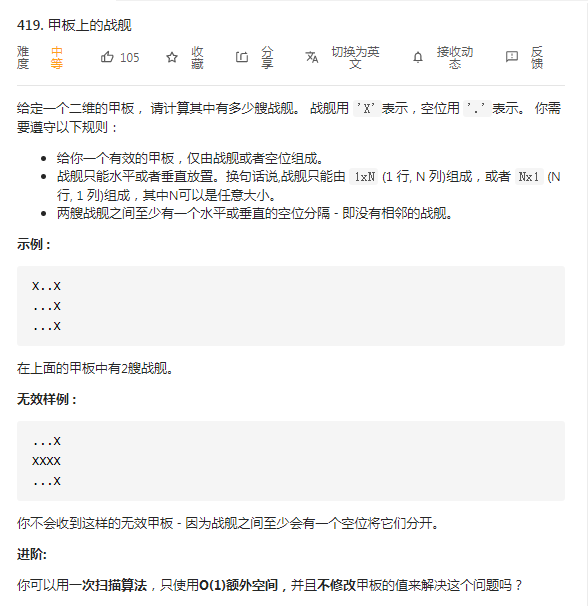 419. 甲板上的战舰
难度 中等 105 收藏 分享 切换为英文 接收动态 反馈
给定一个二维的甲板， 请计算其中有多少艘战舰。 战舰用 'X' 表示，空位用 '.' 表示。 你需
要遵守以下规则：
给你一个有效的甲板，仅由战舰或者空位组成。
战舰只能水平或者垂直放置。换句话说,战舰只能由 1xN (1 行, N 列)组成，或者 Nx1 (N
行, 1 列)组成，其中N可以是任意大小。
两艘战舰之间至少有一个水平或垂直的空位分隔 - 即没有相邻的战舰。
示例 :
X..X
...X
...X
在上面的甲板中有2艘战舰。
无效样例 :
...X
XXXX
...X
你不会收到这样的无效甲板 - 因为战舰之间至少会有一个空位将它们分开。
进阶:
你可以用一次扫描算法，只使用O(1)额外空间，并且不修改甲板的值来解决这个问题吗？